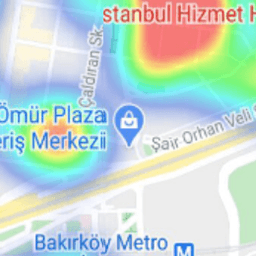 stanbul Hizmet H
Çaldıran Sk.
Ömür Plaza
eriş Merkezi
Şair Orhan Veli
Bakırköy Metro
M